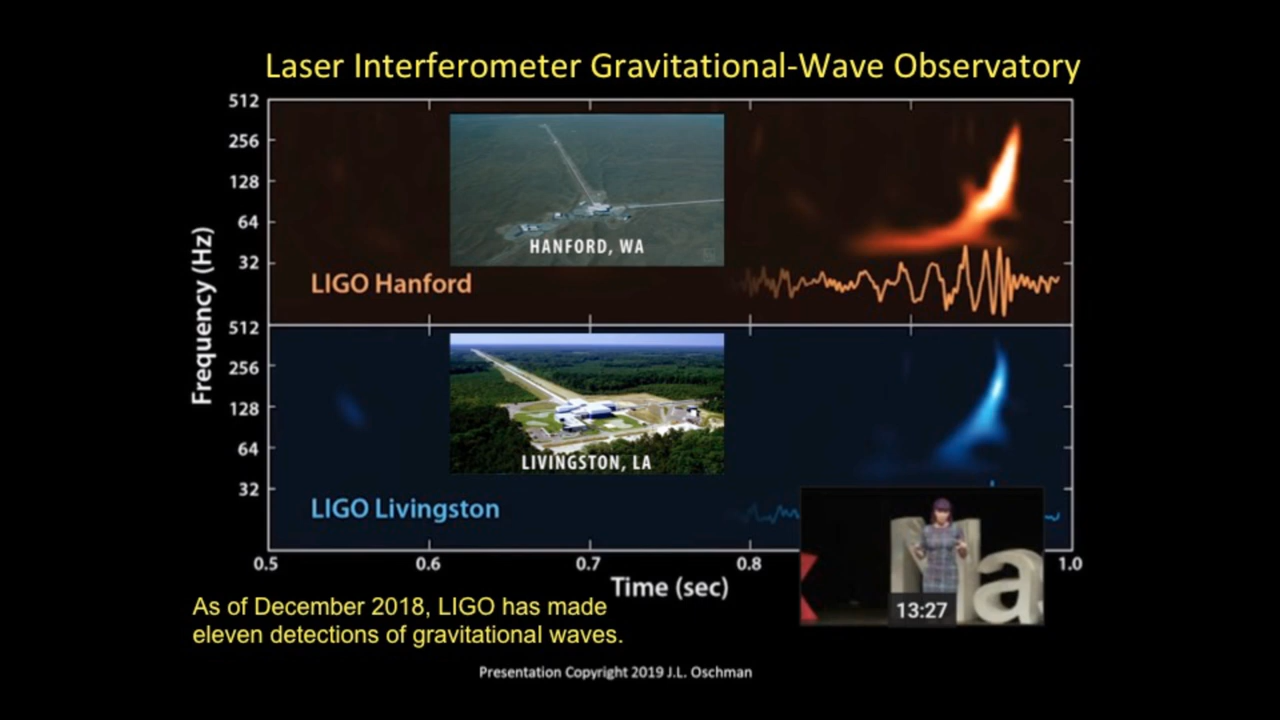 Laser Interferometer Gravitational-Wave Observatory
512
256
128
64
32
Frequency (Hz)
HANFORD, WA
LIGO Hanford
512
256
128
64
32
LIVINGSTON, LA
LIGO Livingston
0.5 0.6 0.7 0.8 1.0
Time (sec)
a
13:27
As of December 2018, LIGO has made
eleven detections of gravitational waves.
Presentation Copyright 2019 J.L. Oschman